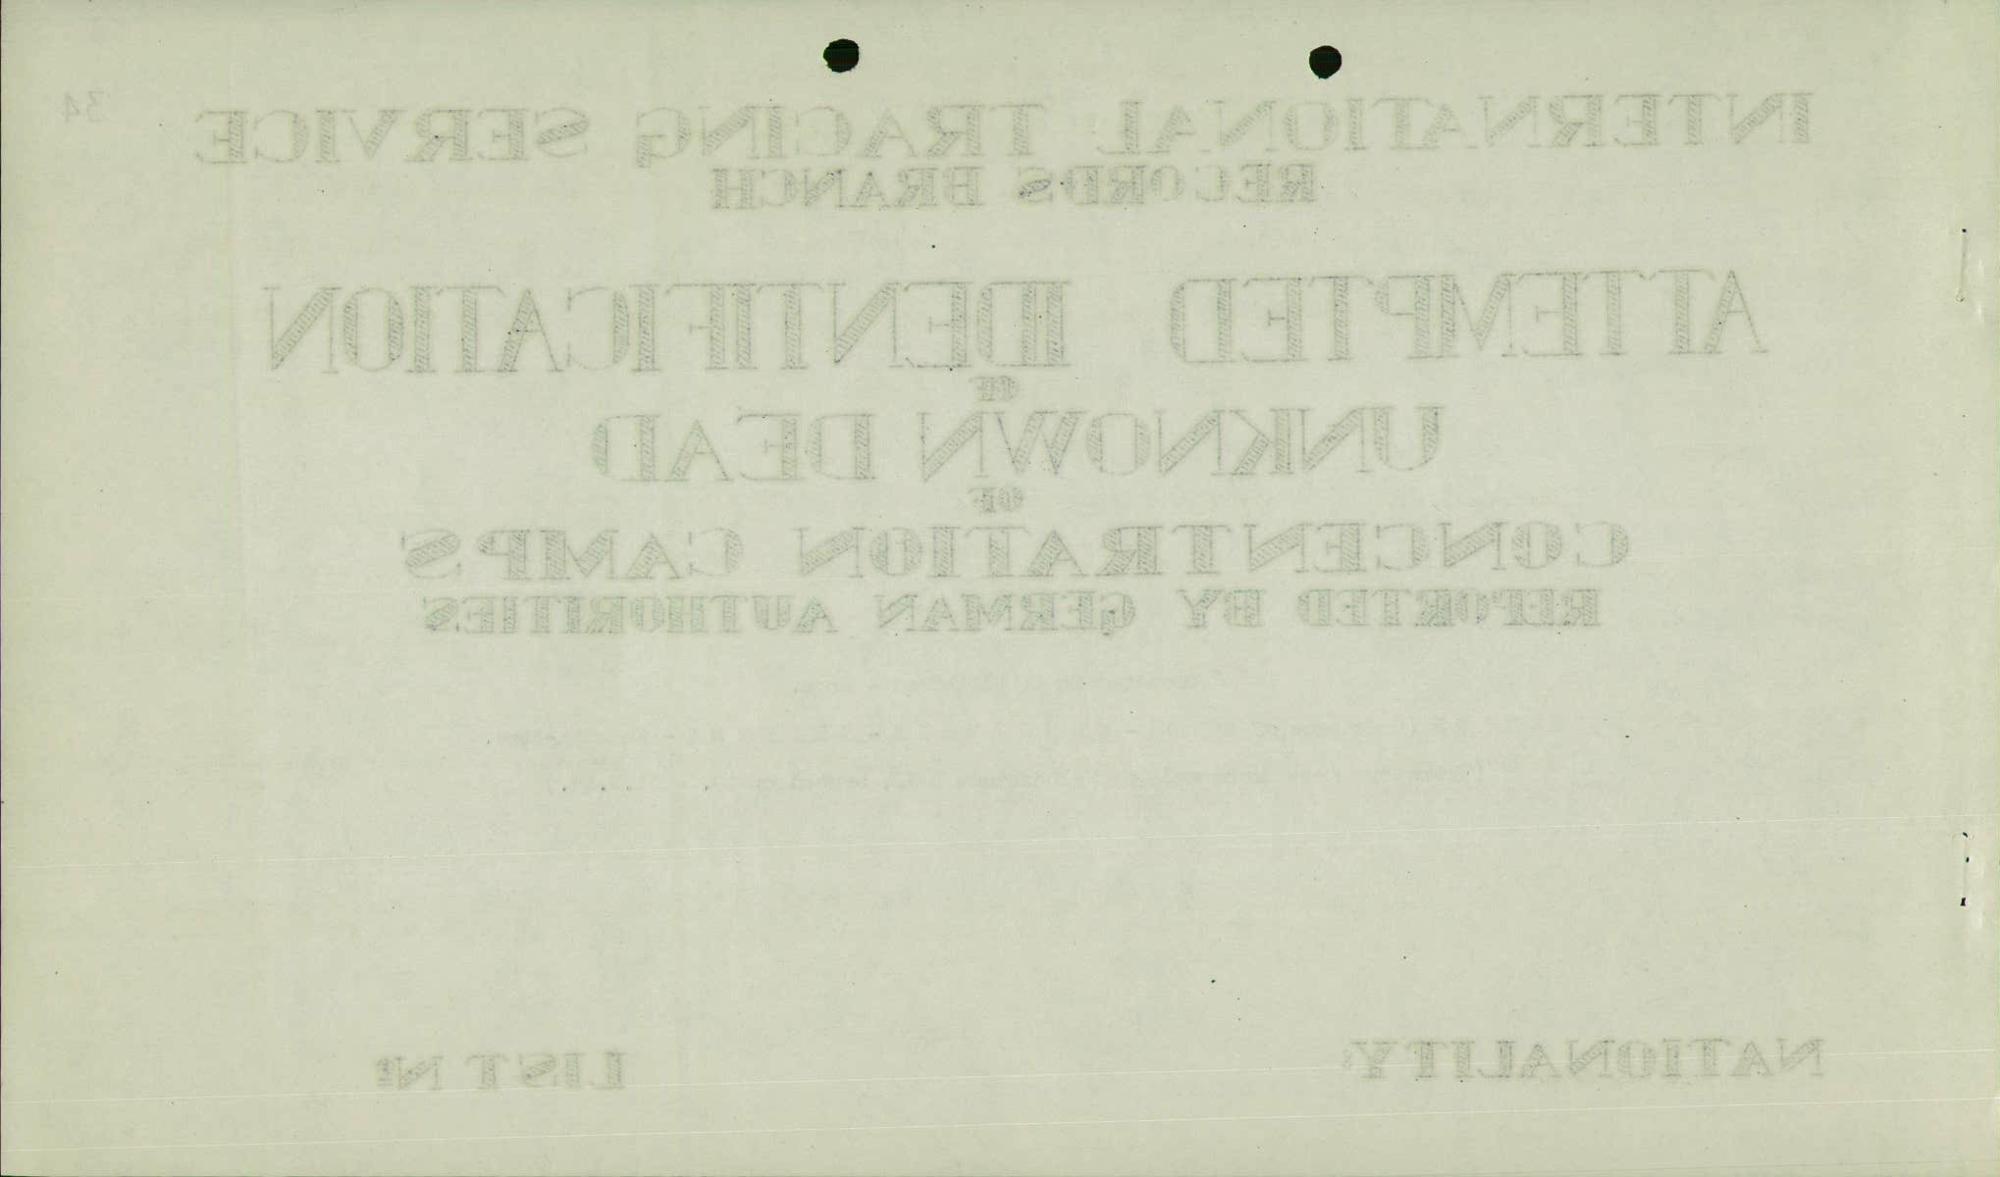 34
INTERNATIONAL TRACING SERVICE
RECORDS BRANCH
ATTEMPTED IDENTIFICATION
OF
UNKNOWN DEAD
OF
CONCENTRATION CAMPS
REPORTED BY GERMAN AUTHORITIES
NATIONALITY:
LIST Nº